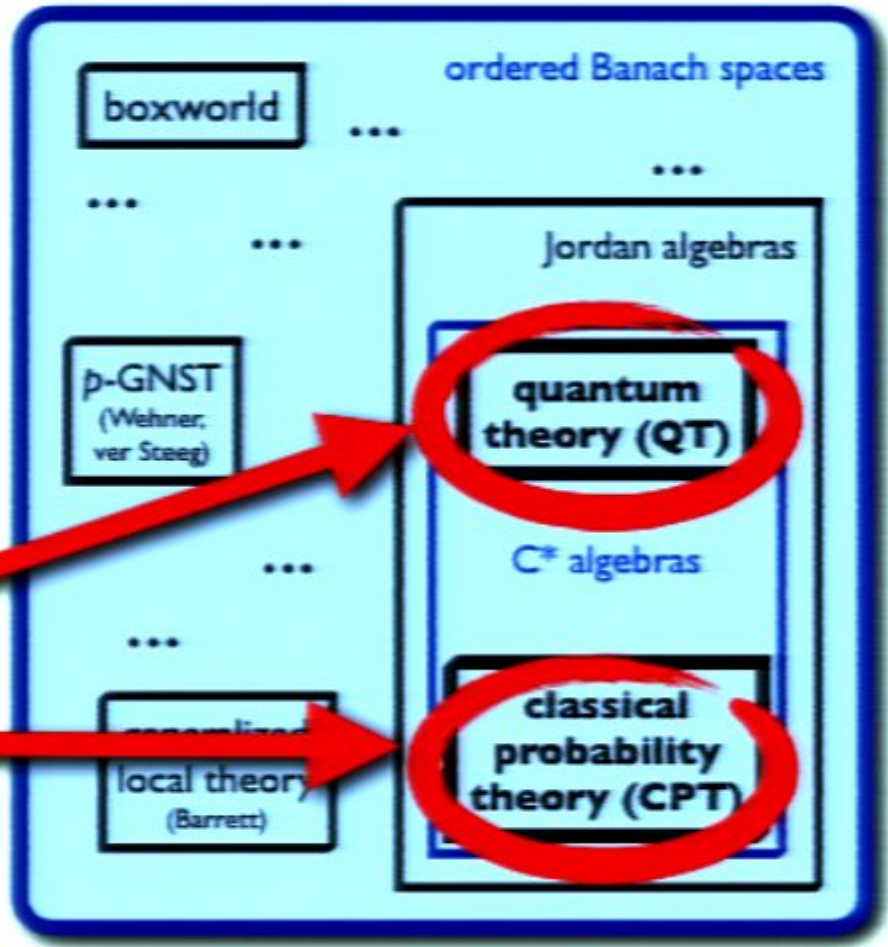 ordered Banach spaces
boxworld
...
...
...
...
Jordan algebras
p-GNST
(Wehner,
ver Steeg)
quantum
theory (QT)
...
C* algebras
...
local theory
(Barrett)
classical
probability
theory (CPT)